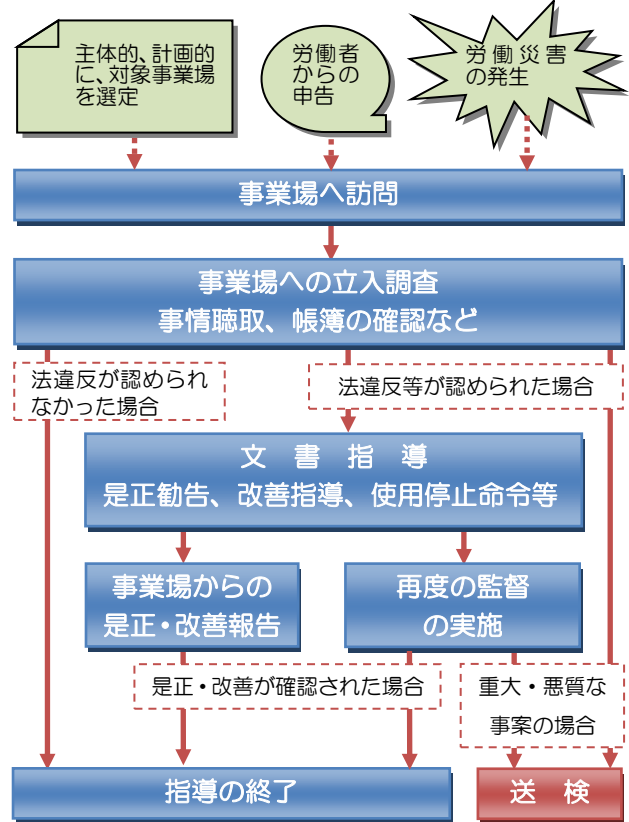 主体的、計画的
に、対象事業場
を選定
労働者
からの
申告
労働災害
の発生
事業場へ訪問
事業場への立入調査
事情聴取、帳簿の確認など
法違反が認められ
なかった場合
法違反等が認められた場合
文　書　指　導
是正勧告、改善指導、使用停止命令等
事業場からの
是正・改善報告
再度の監督
の実施
是正・改善が確認された場合
重大・悪質な
事案の場合
指導の終了
送　検